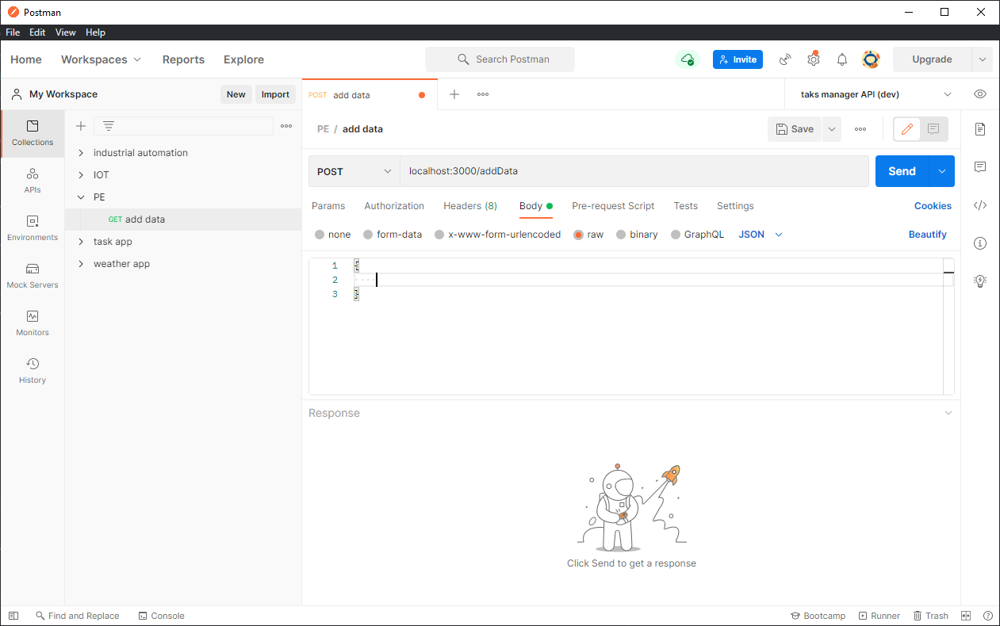 Postman
File Edit View Help
Home Workspaces Reports Explore Search Postman Invite Upgrade
My Workspace New Import POST add data taks manager API (dev)
PE / add data Save
Collections
APIs
Environments
Mock Servers
Monitors
History
industrial automation
IOT
PE
GET add data
task app
weather app
POST localhost:3000/addData Send
Params Authorization Headers (8) Body Pre-request Script Tests Settings Cookies
none form-data x-www-form-urlencoded raw binary GraphQL JSON Beautify
1 {
2
3 }
Response
Click Send to get a response
Find and Replace Console Bootcamp Runner Trash